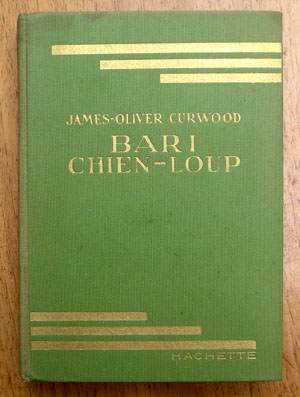 JAMES-OLIVER CURWOOD
BARI
CHIEN-LOUP
HACHETTE